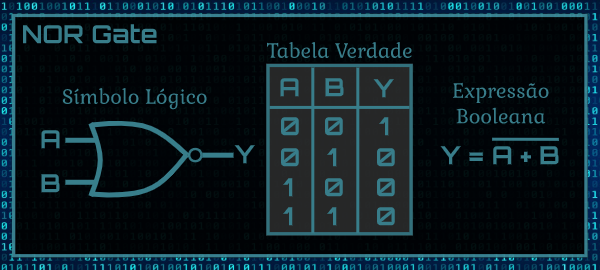 NOR Gate
Símbolo Lógico
A
B
Y
Tabela Verdade
A B Y
0 0 1
0 1 0
1 0 0
1 1 0
Expressão
Booleana
Y = A̅ ̅+̅ ̅B̅